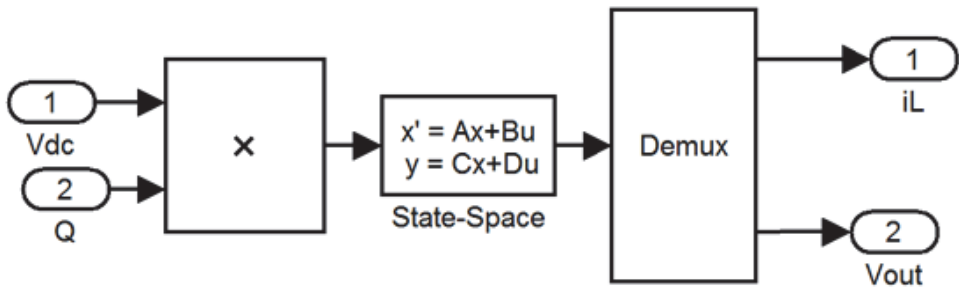 1
Vdc
2
Q
×
x' = Ax+Bu
y = Cx+Du
State-Space
Demux
1
iL
2
Vout